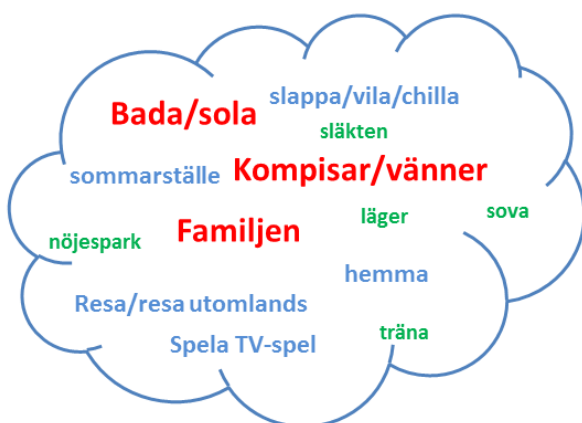 slappa/vila/chilla
Bada/sola
släkten
sommarställe
Kompisar/vänner
läger
sova
Familjen
nöjespark
hemma
Resa/resa utomlands
träna
Spela TV-spel